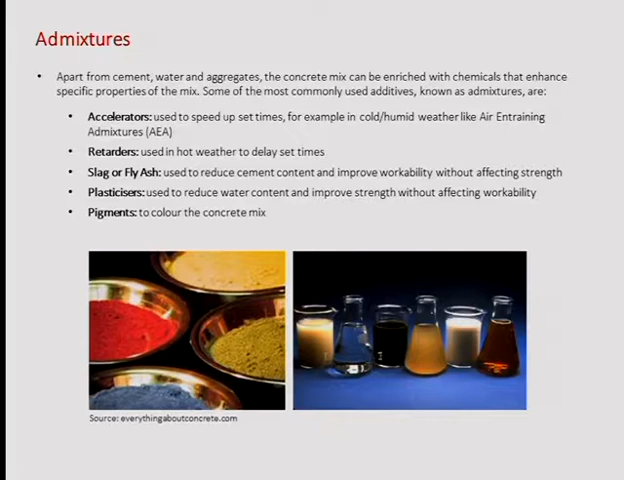 Admixtures
• Apart from cement, water and aggregates, the concrete mix can be enriched with chemicals that enhance
specific properties of the mix. Some of the most commonly used additives, known as admixtures, are:
• Accelerators: used to speed up set times, for example in cold/humid weather like Air Entraining
Admixtures (AEA)
• Retarders: used in hot weather to delay set times
• Slag or Fly Ash: used to reduce cement content and improve workability without affecting strength
• Plasticisers: used to reduce water content and improve strength without affecting workability
• Pigments: to colour the concrete mix
Source: everythingaboutconcrete.com